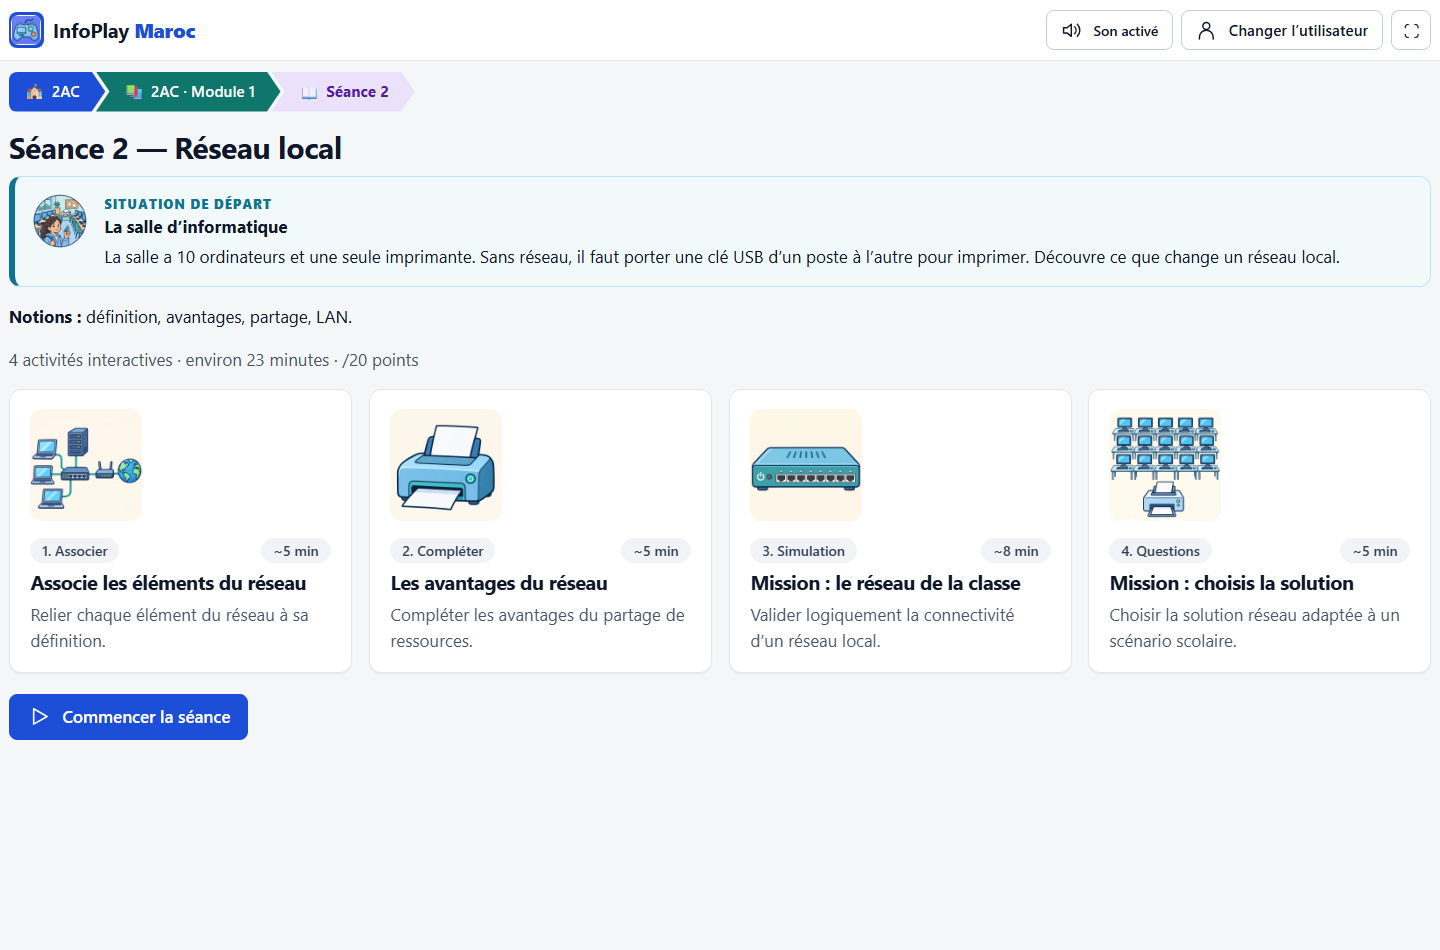 InfoPlay Maroc
Son activé
Changer l’utilisateur
2AC
2AC · Module 1
Séance 2
Séance 2 — Réseau local
SITUATION DE DÉPART
La salle d’informatique
La salle a 10 ordinateurs et une seule imprimante. Sans réseau, il faut porter une clé USB d’un poste à l’autre pour imprimer. Découvre ce que change un réseau local.
Notions : définition, avantages, partage, LAN.
4 activités interactives · environ 23 minutes · /20 points
1. Associer
~5 min
Associe les éléments du réseau
Relier chaque élément du réseau à sa
définition.
2. Compléter
~5 min
Les avantages du réseau
Compléter les avantages du partage de
ressources.
3. Simulation
~8 min
Mission : le réseau de la classe
Valider logiquement la connectivité
d’un réseau local.
4. Questions
~5 min
Mission : choisis la solution
Choisir la solution réseau adaptée à un
scénario scolaire.
Commencer la séance